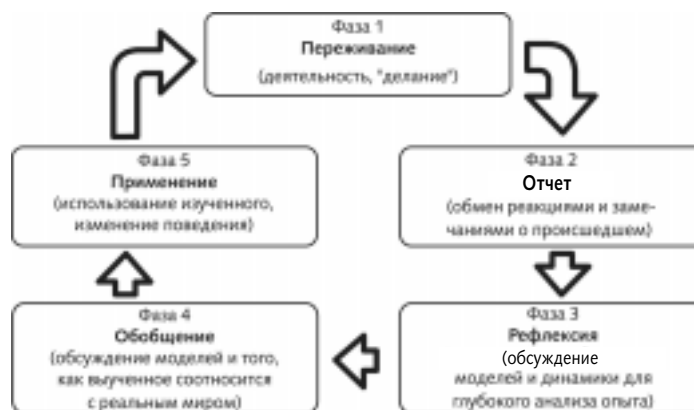 Фаза 1
Переживание
(деятельность, "делание")
Фаза 2
Отчет
(обмен реакциями и заме-
чаниями о происшедшем)
Фаза 3
Рефлексия
(обсуждение
моделей и динамики для
глубокого анализа опыта)
Фаза 4
Обобщение
(обсуждение моделей и того,
как выученное соотносится
с реальным миром)
Фаза 5
Применение
(использование изученного,
изменение поведения)